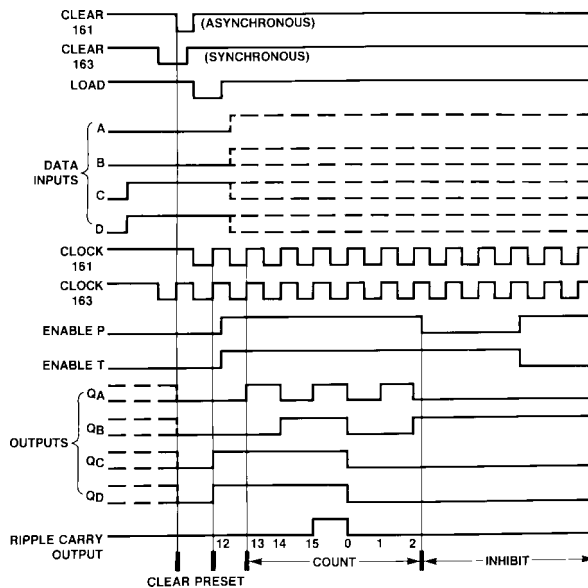 CLEAR
161
(ASYNCHRONOUS)
CLEAR
163
(SYNCHRONOUS)
LOAD
DATA
INPUTS
A
B
C
D
CLOCK
161
CLOCK
163
ENABLE P
ENABLE T
OUTPUTS
QA
QB
QC
QD
RIPPLE CARRY
OUTPUT
12 13 14 15 0 1 2
COUNT
INHIBIT
CLEAR PRESET